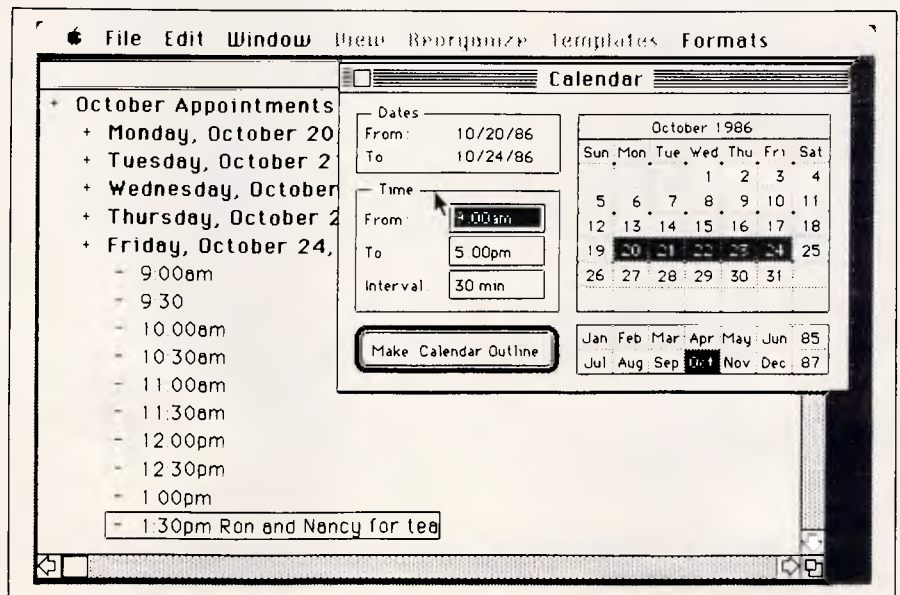 File Edit Window View Reorganize Templates Formats
Calendar
+ October Appointments
+ Monday, October 20
+ Tuesday, October 2
+ Wednesday, October
+ Thursday, October 2
+ Friday, October 24,
- 9:00am
- 9:30
- 10:00am
- 10:30am
- 11:00am
- 11:30am
- 12:00pm
- 12:30pm
- 1:00pm
- 1:30pm Ron and Nancy for tea
Dates
From: 10/20/86
To 10/24/86
Time
From: 9:00am
To 5:00pm
Interval: 30 min
Make Calendar Outline
October 1986
Sun Mon Tue Wed Thu Fri Sat
1 2 3 4
5 6 7 8 9 10 11
12 13 14 15 16 17 18
19 20 21 22 23 24 25
26 27 28 29 30 31
Jan Feb Mar Apr May Jun 85
Jul Aug Sep Oct Nov Dec 87